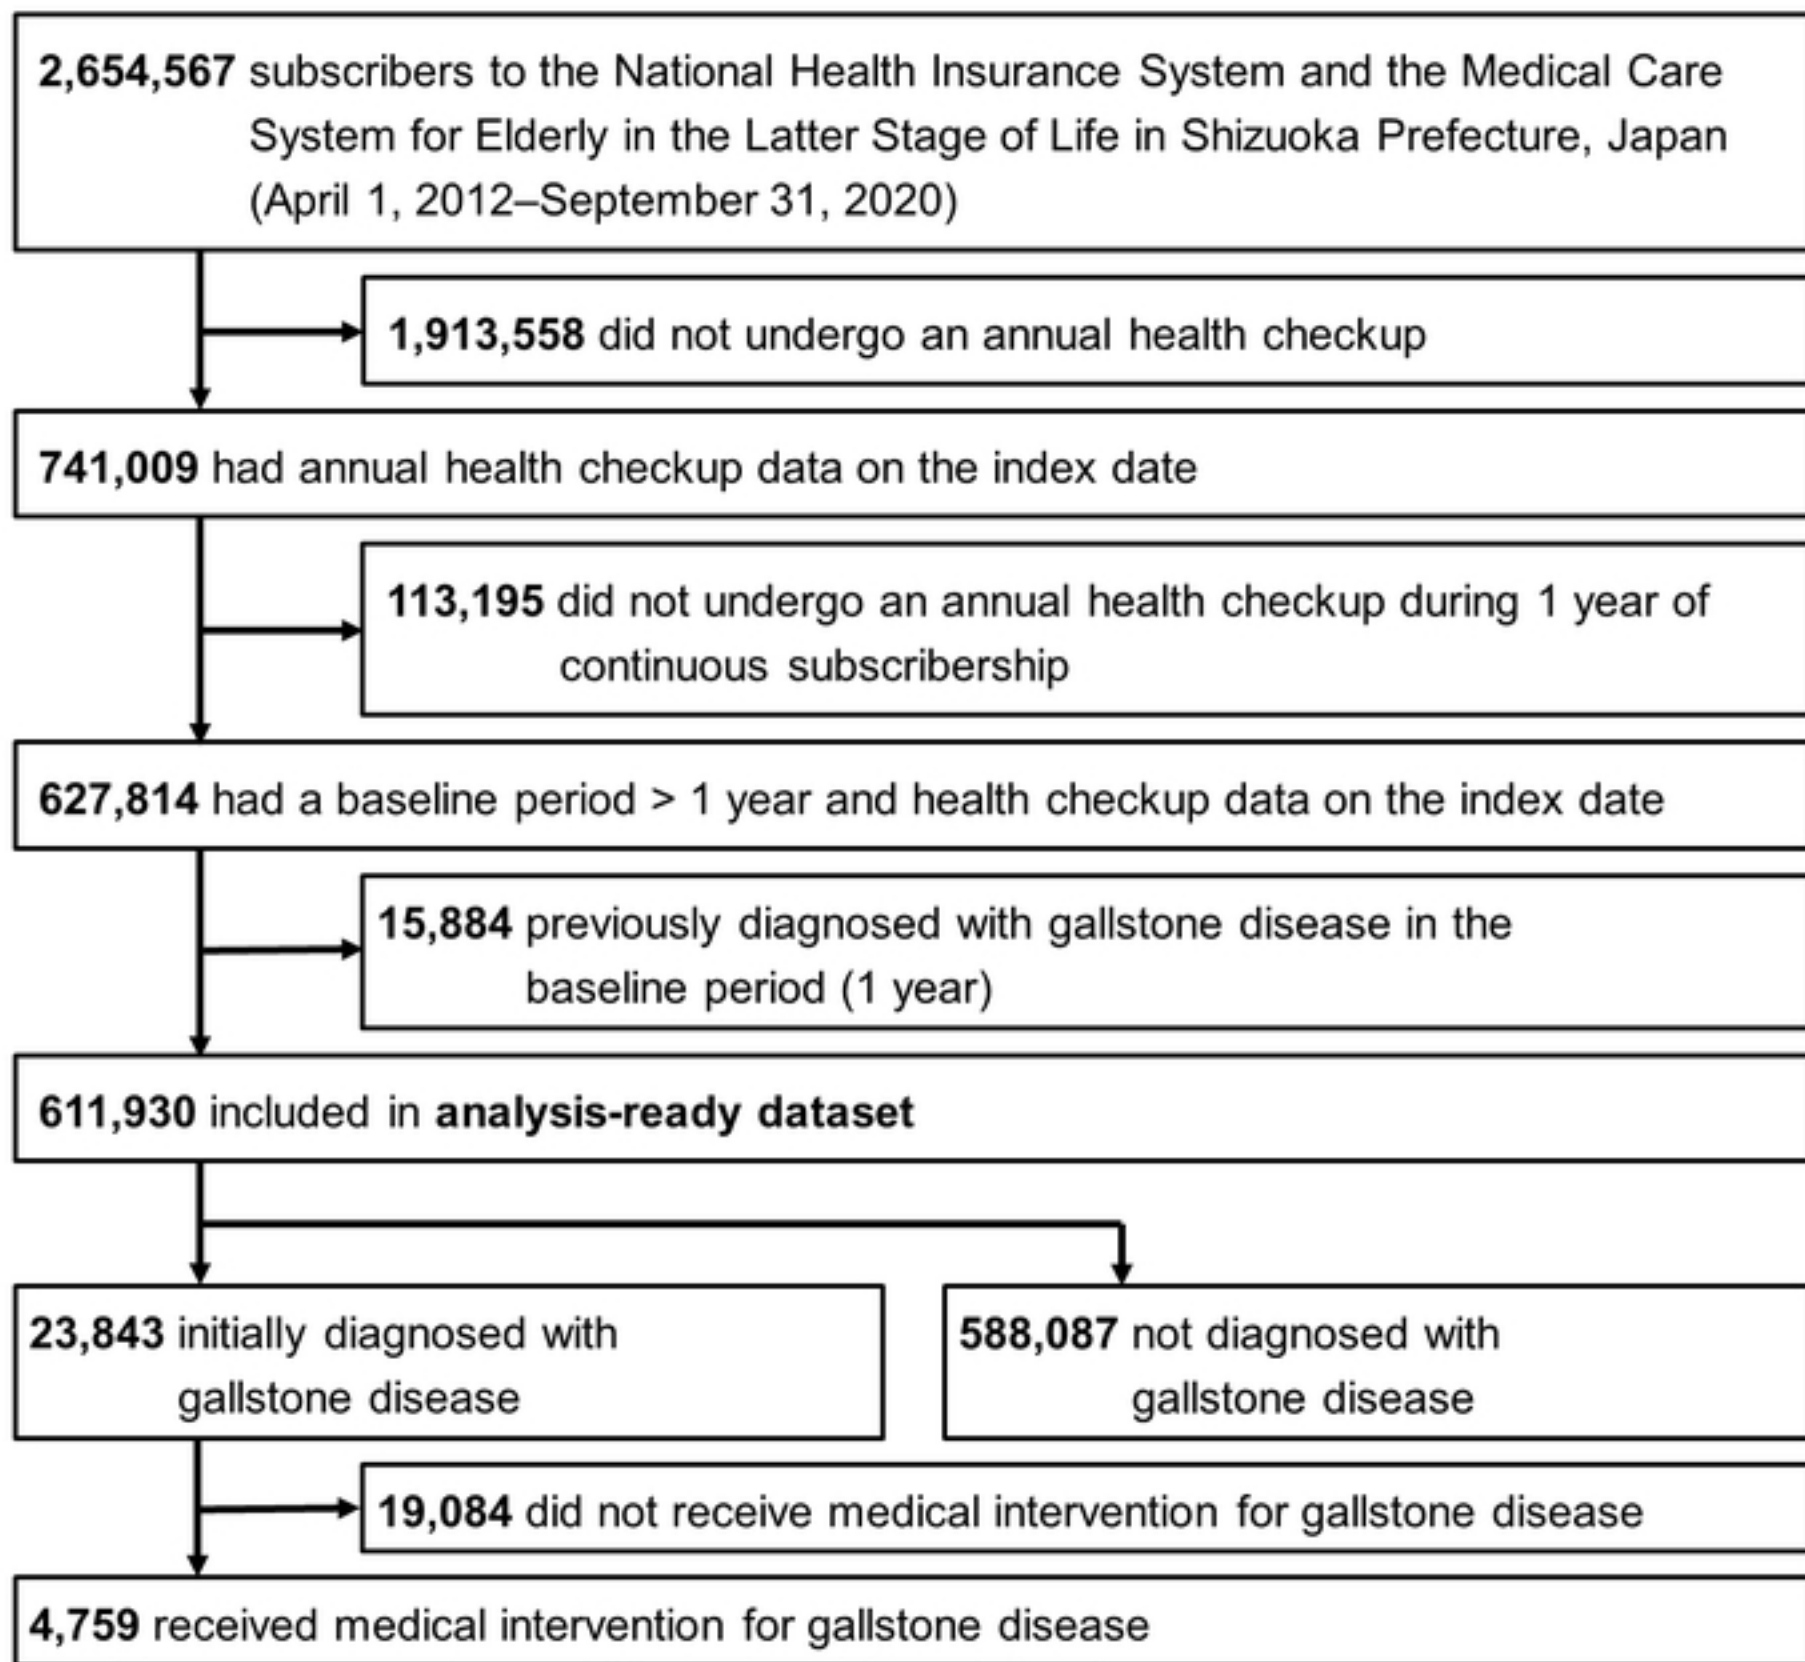 2,654,567 subscribers to the National Health Insurance System and the Medical Care
System for Elderly in the Latter Stage of Life in Shizuoka Prefecture, Japan
(April 1, 2012–September 31, 2020)
1,913,558 did not undergo an annual health checkup
741,009 had annual health checkup data on the index date
113,195 did not undergo an annual health checkup during 1 year of
continuous subscribership
627,814 had a baseline period > 1 year and health checkup data on the index date
15,884 previously diagnosed with gallstone disease in the
baseline period (1 year)
611,930 included in analysis-ready dataset
23,843 initially diagnosed with
gallstone disease
588,087 not diagnosed with
gallstone disease
19,084 did not receive medical intervention for gallstone disease
4,759 received medical intervention for gallstone disease